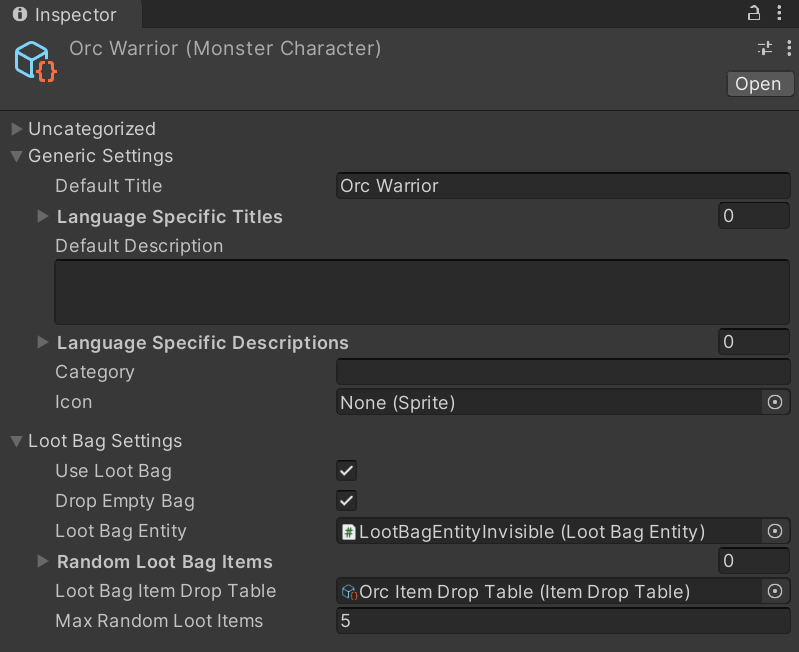 Inspector
Orc Warrior (Monster Character)
Open
Uncategorized
Generic Settings
Default Title Orc Warrior
Language Specific Titles 0
Default Description
Language Specific Descriptions 0
Category
Icon None (Sprite)
Loot Bag Settings
Use Loot Bag
Drop Empty Bag
Loot Bag Entity LootBagEntityInvisible (Loot Bag Entity)
Random Loot Bag Items 0
Loot Bag Item Drop Table Orc Item Drop Table (Item Drop Table)
Max Random Loot Items 5